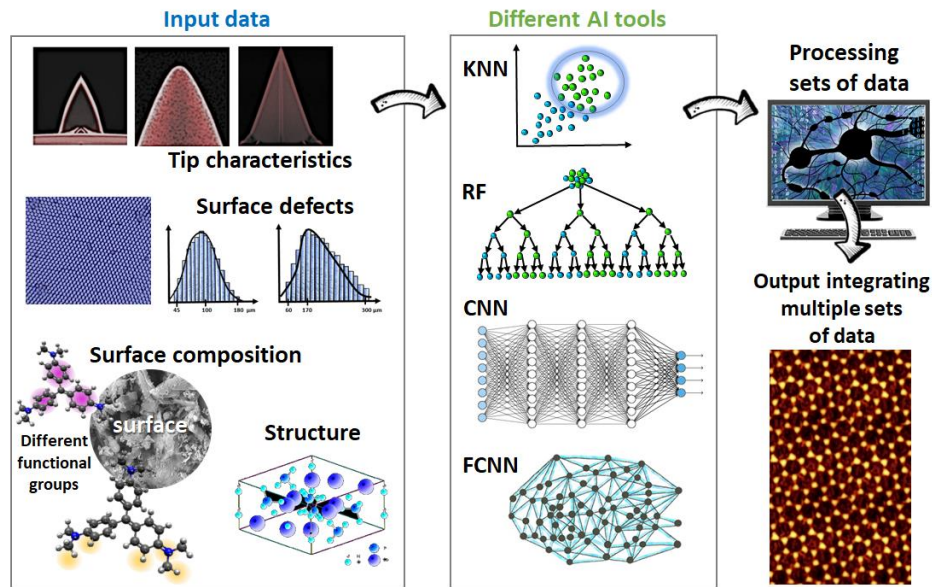 Input data
Different AI tools
Tip characteristics
Surface defects
45 100 180 µm
60 170 300 µm
Surface composition
surface
Different
functional
groups
Structure
KNN
RF
CNN
FCNN
Processing
sets of data
Output integrating
multiple sets
of data